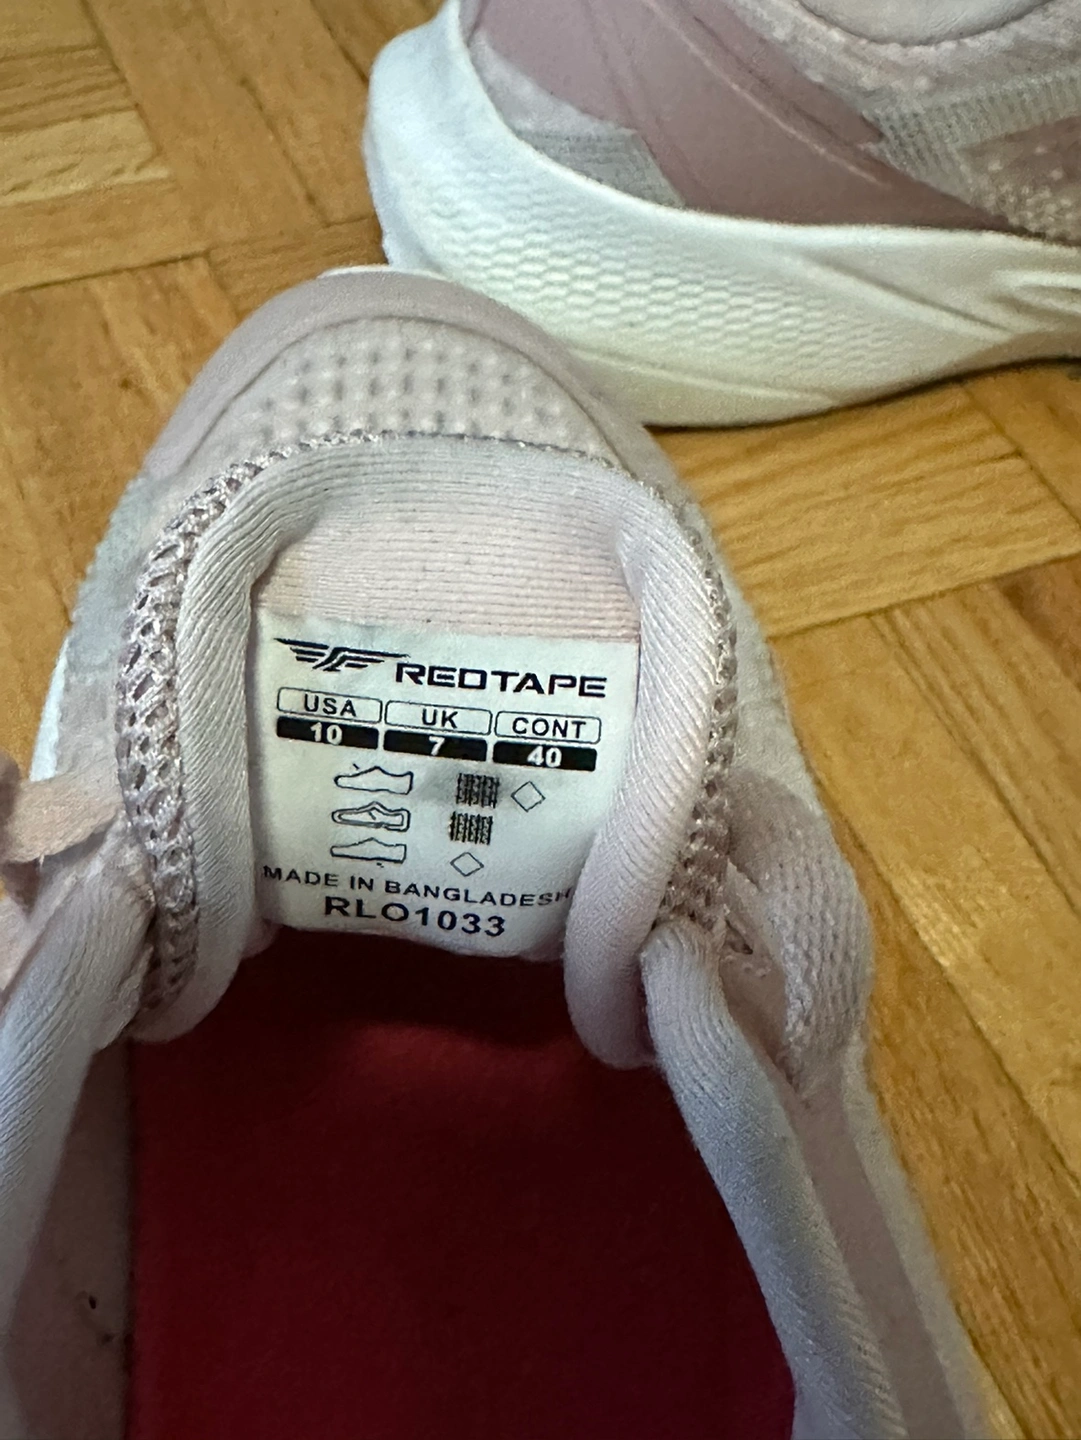 REDTAPE
USA UK CONT
10 7 40
MADE IN BANGLADESH
RLO1033